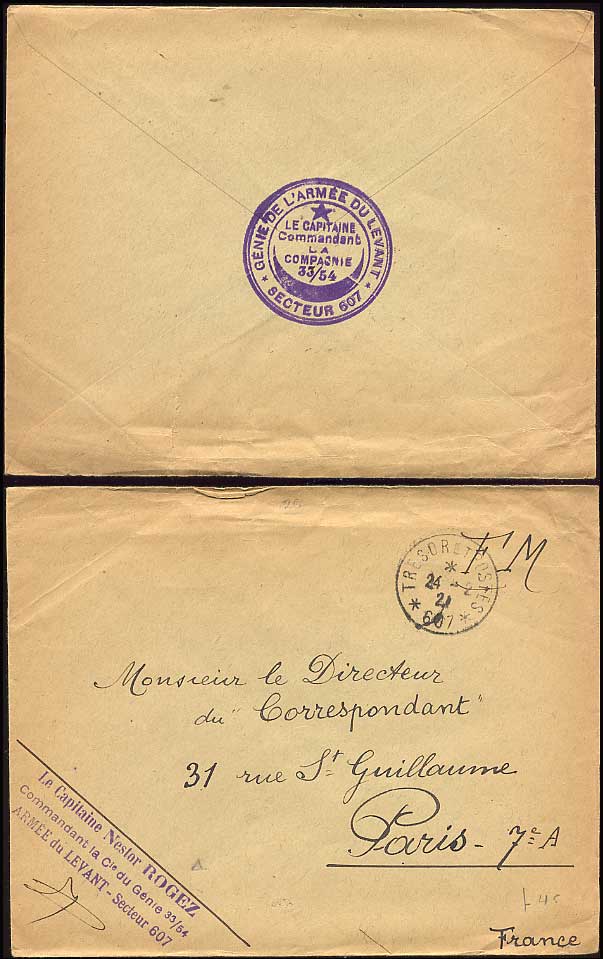 GÉNIE DE L'ARMÉE DU LEVANT
LE CAPITAINE
Commandant
LA
COMPAGNIE
33/54
* SECTEUR 607 *
FM
* TRESOR ET POSTES *
*
24 - 2
21
* 607 *
Monsieur le Directeur
du "Correspondant"
31 rue St Guillaume
Paris - 7e A
France
Le Capitaine Nestor ROGEZ
Commandant la Cie du Génie 33/54
ARMÉE du LEVANT - Secteur 607